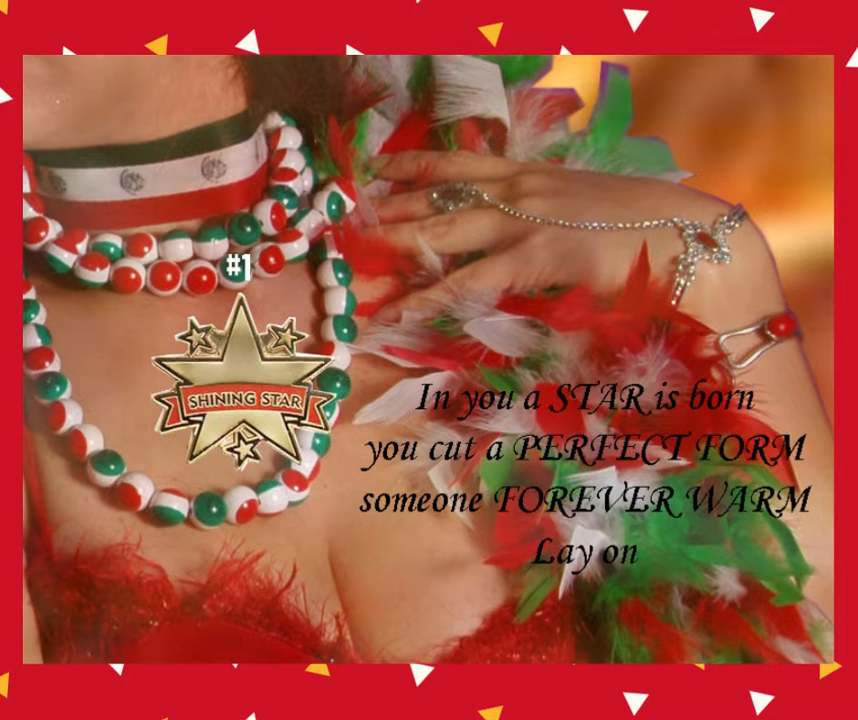 #1
SHINING STAR
In you a STAR is born
you cut a PERFECT FORM
someone FOREVER WARM
Lay on